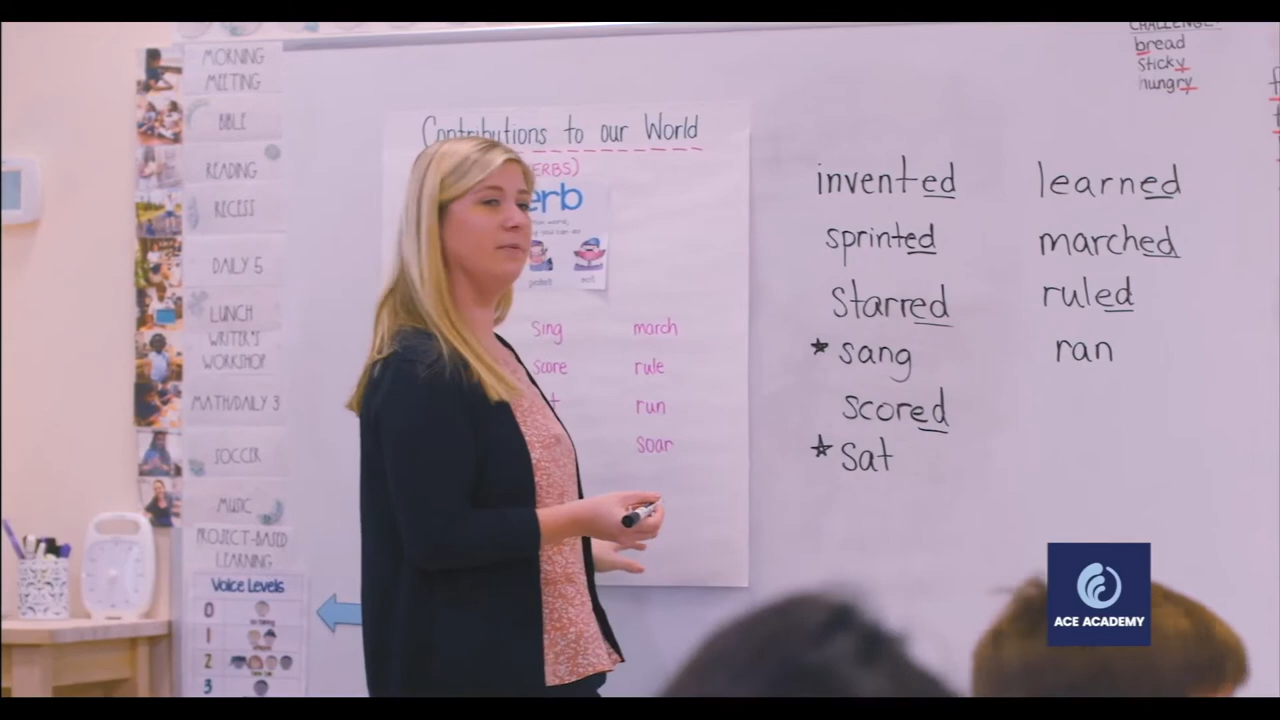 MORNING
MEETING
BIBLE
READING
RECESS
DAILY 5
LUNCH
WRITER'S
WORKSHOP
MATH/DAILY 3
SOCCER
MUSIC
PROJECT-BASED
LEARNING
Voice Levels
0
1
2
3
Contributions to our World
ERBS)
erb
sing march
score rule
t run
soar
invented learned
sprinted marched
starred ruled
* sang ran
scored
* sat
CHALLENGE:
bread
sticky
hungry
ACE ACADEMY